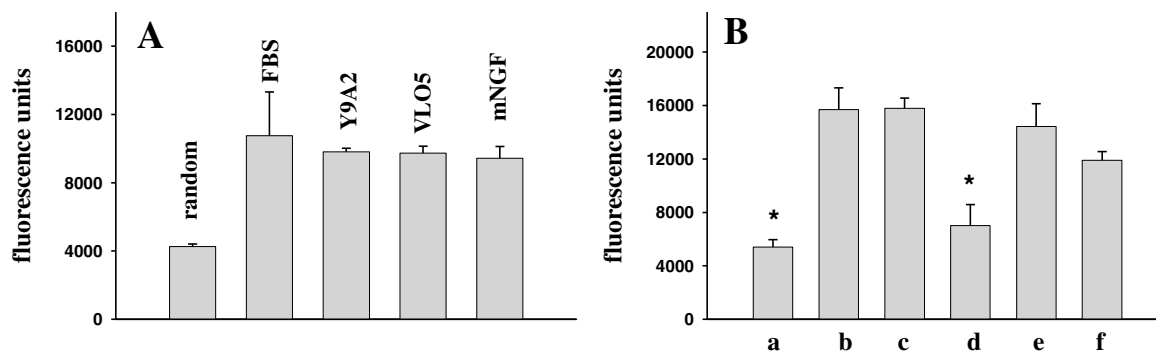 A
fluorescence units
16000
12000
8000
4000
0
random
FBS
Y9A2
VLO5
mNGF
B
fluorescence units
20000
16000
12000
8000
4000
0
*
*
a b c d e f